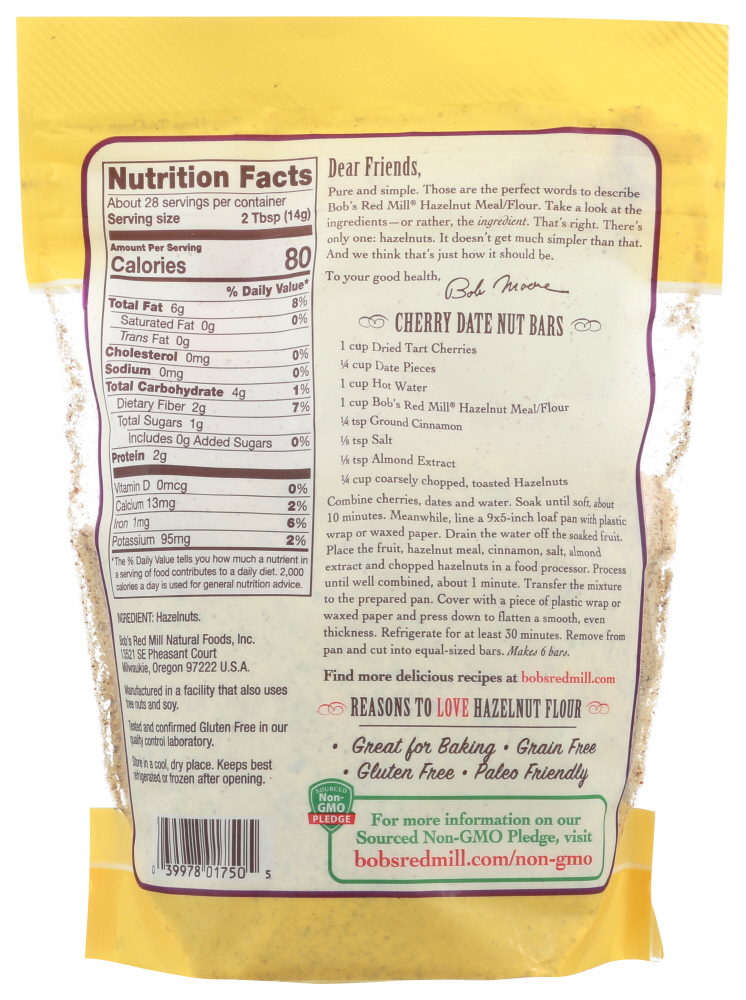 Nutrition Facts
About 28 servings per container
Serving size 2 Tbsp (14g)
Amount Per Serving
Calories 80
% Daily Value*
Total Fat 6g 8%
Saturated Fat 0g 0%
Trans Fat 0g
Cholesterol 0mg 0%
Sodium 0mg 0%
Total Carbohydrate 4g 1%
Dietary Fiber 2g 7%
Total Sugars 1g
Includes 0g Added Sugars 0%
Protein 2g
Vitamin D 0mcg 0%
Calcium 13mg 2%
Iron 1mg 6%
Potassium 95mg 2%
*The % Daily Value tells you how much a nutrient in
a serving of food contributes to a daily diet. 2,000
calories a day is used for general nutrition advice.
INGREDIENT: Hazelnuts.
Bob's Red Mill Natural Foods, Inc.
13521 SE Pheasant Court
Milwaukie, Oregon 97222 U.S.A.
Manufactured in a facility that also uses
tree nuts and soy.
Tested and confirmed Gluten Free in our
quality control laboratory.
Store in a cool, dry place. Keeps best
refrigerated or frozen after opening.
0 39978 01750 5
Dear Friends,
Pure and simple. Those are the perfect words to describe
Bob's Red Mill® Hazelnut Meal/Flour. Take a look at the
ingredients—or rather, the ingredient. That's right. There's
only one: hazelnuts. It doesn't get much simpler than that.
And we think that's just how it should be.
To your good health,
Bob Moore
CHERRY DATE NUT BARS
1 cup Dried Tart Cherries
¼ cup Date Pieces
1 cup Hot Water
1 cup Bob's Red Mill® Hazelnut Meal/Flour
¼ tsp Ground Cinnamon
⅛ tsp Salt
⅛ tsp Almond Extract
¼ cup coarsely chopped, toasted Hazelnuts
Combine cherries, dates and water. Soak until soft, about
10 minutes. Meanwhile, line a 9x5-inch loaf pan with plastic
wrap or waxed paper. Drain the water off the soaked fruit.
Place the fruit, hazelnut meal, cinnamon, salt, almond
extract and chopped hazelnuts in a food processor. Process
until well combined, about 1 minute. Transfer the mixture
to the prepared pan. Cover with a piece of plastic wrap or
waxed paper and press down to flatten a smooth, even
thickness. Refrigerate for at least 30 minutes. Remove from
pan and cut into equal-sized bars. Makes 6 bars.
Find more delicious recipes at bobsredmill.com
REASONS TO LOVE HAZELNUT FLOUR
• Great for Baking • Grain Free
• Gluten Free • Paleo Friendly
SOURCED
Non-
GMO
PLEDGE
For more information on our
Sourced Non-GMO Pledge, visit
bobsredmill.com/non-gmo